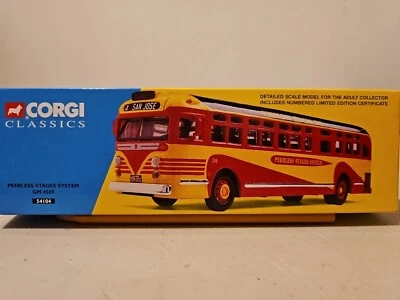 CORGI
CLASSICS
DETAILED SCALE MODEL FOR THE ADULT COLLECTOR
INCLUDES NUMBERED LIMITED EDITION CERTIFICATE
SAN JOSE
PEERLESS STAGES SYSTEM
PEERLESS STAGES SYSTEM
GM 4509
54104